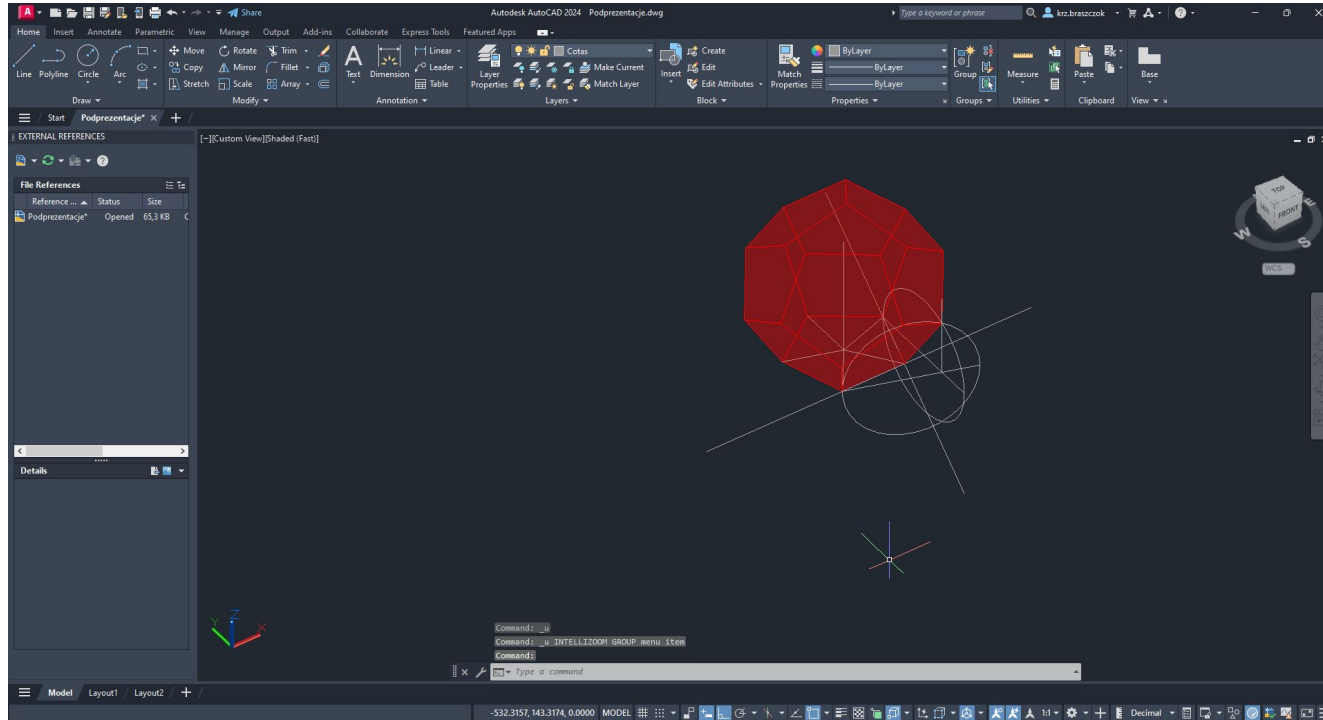 A Share Autodesk AutoCAD 2024 Podprezentacje.dwg Type a keyword or phrase krz.braszczok
Home Insert Annotate Parametric View Manage Output Add-ins Collaborate Express Tools Featured Apps
Line Polyline Circle Arc
Move Rotate Trim
Copy Mirror Fillet
Stretch Scale Array
Text Dimension
Linear
Leader
Table
Layer Properties
Cotas
Make Current
Match Layer
Insert
Create
Edit
Edit Attributes
Match Properties
ByLayer
ByLayer
ByLayer
Group Measure Paste Base
Draw Modify Annotation Layers Block Properties Groups Utilities Clipboard View
Start Podprezentacje*
EXTERNAL REFERENCES
[-][Custom View][Shaded (Fast)]
File References
Reference ... Status Size
Podprezentacje* Opened 65,3 KB
Details
TOP
FRONT
W
S
E
WCS
Y Z X
Command: _u
Command: _u INTELLIZOOM GROUP menu item
Command:
Type a command
Model Layout1 Layout2
-532.3157, 143.3174, 0.0000 MODEL 1:1 Decimal